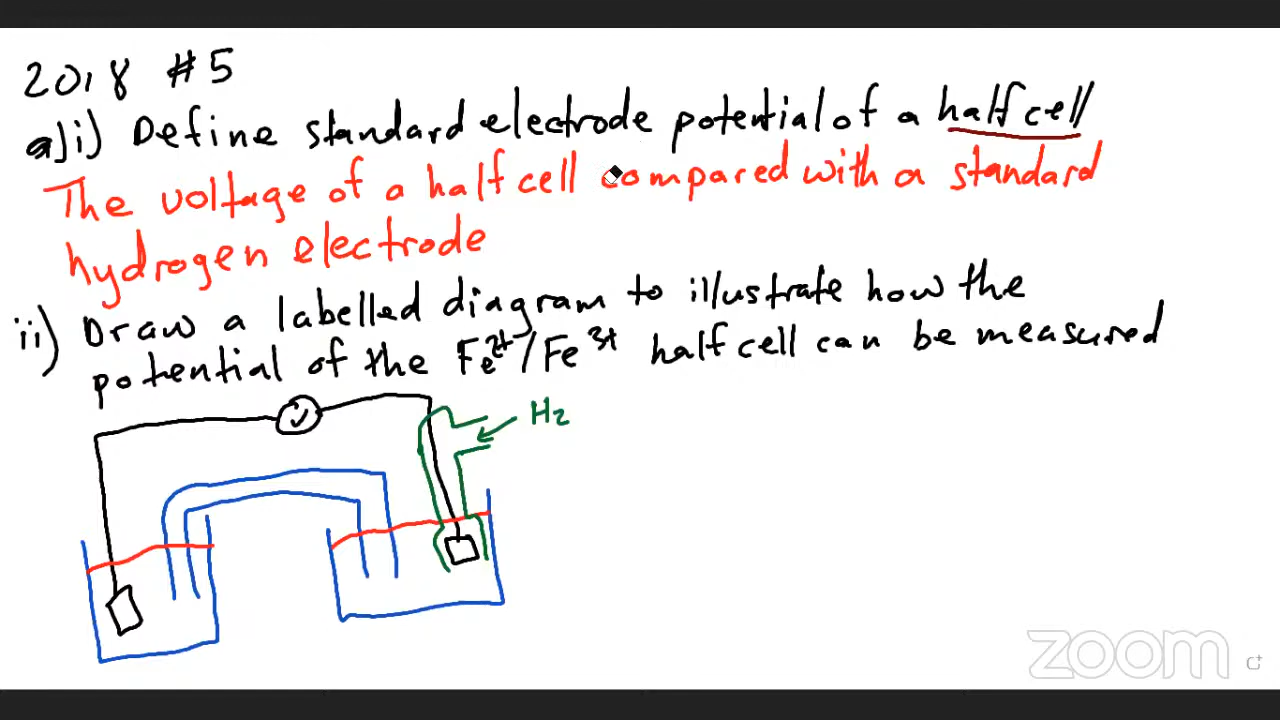 2018 #5
a) i) Define standard electrode potential of a half cell
The voltage of a half cell compared with a standard
hydrogen electrode
ii) Draw a labelled diagram to illustrate how the
potential of the Fe²⁺/Fe³⁺ half cell can be measured
V
H₂
zoom